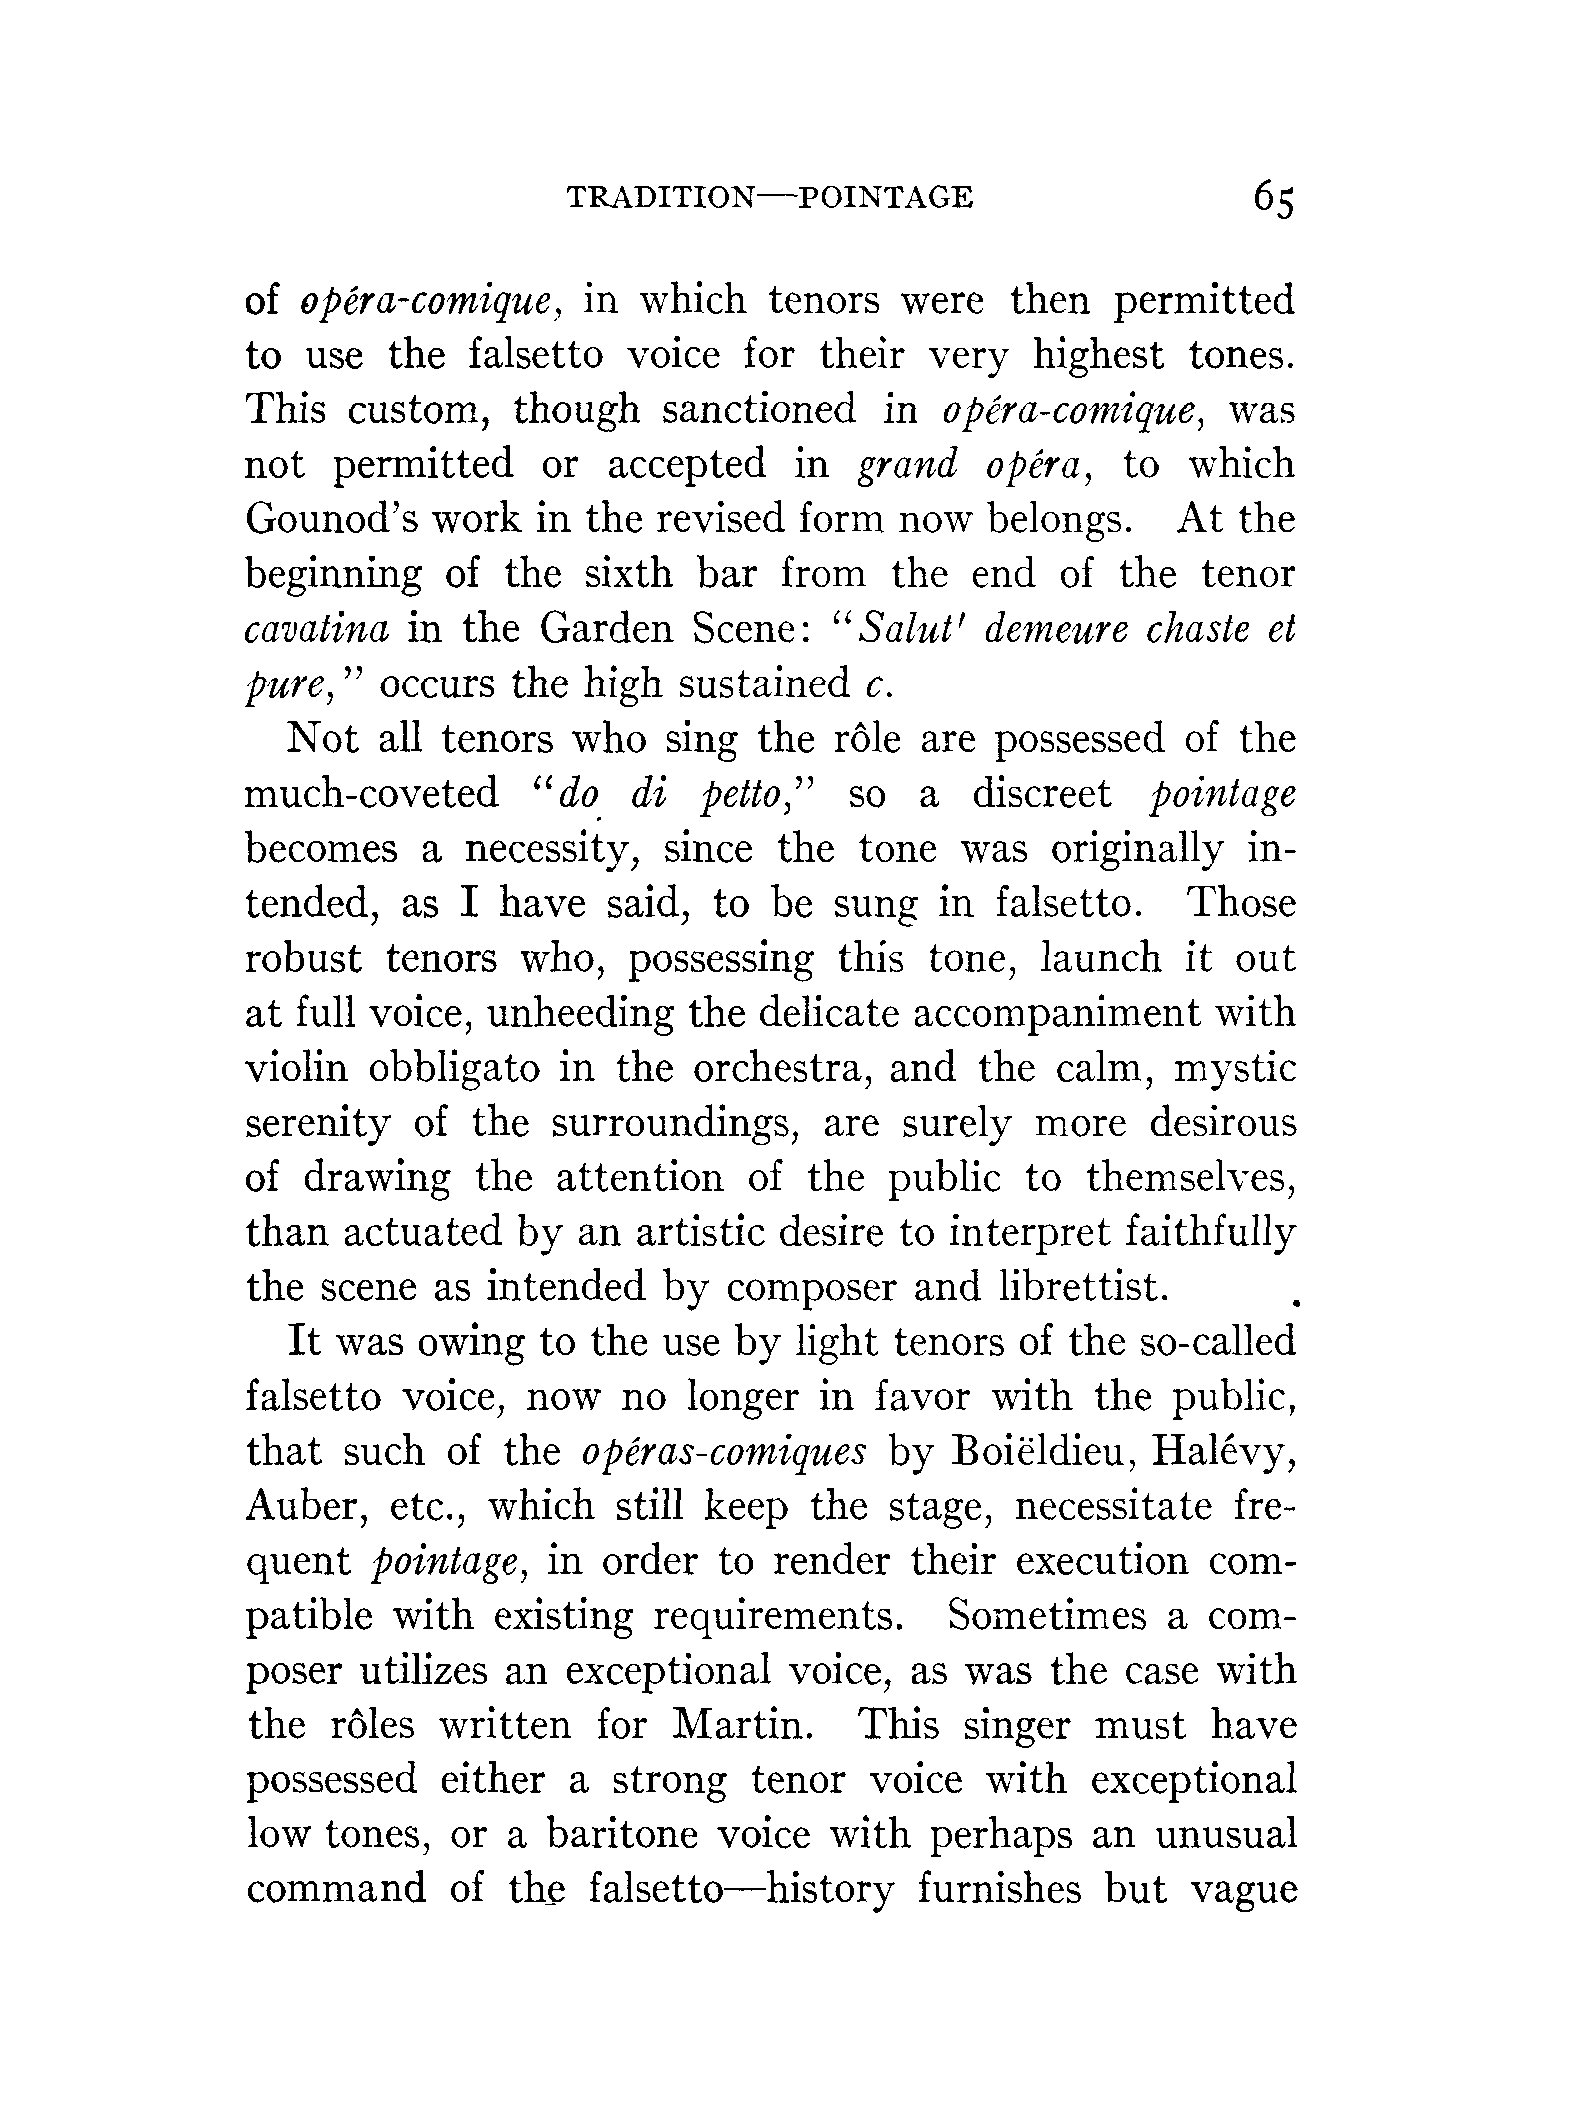 TRADITION—POINTAGE 65
of opéra-comique, in which tenors were then permitted
to use the falsetto voice for their very highest tones.
This custom, though sanctioned in opéra-comique, was
not permitted or accepted in grand opéra, to which
Gounod's work in the revised form now belongs. At the
beginning of the sixth bar from the end of the tenor
cavatina in the Garden Scene: "Salut' demeure chaste et
pure," occurs the high sustained c.
Not all tenors who sing the rôle are possessed of the
much-coveted "do di petto," so a discreet pointage
becomes a necessity, since the tone was originally in-
tended, as I have said, to be sung in falsetto. Those
robust tenors who, possessing this tone, launch it out
at full voice, unheeding the delicate accompaniment with
violin obbligato in the orchestra, and the calm, mystic
serenity of the surroundings, are surely more desirous
of drawing the attention of the public to themselves,
than actuated by an artistic desire to interpret faithfully
the scene as intended by composer and librettist.
It was owing to the use by light tenors of the so-called
falsetto voice, now no longer in favor with the public,
that such of the opéras-comiques by Boiëldieu, Halévy,
Auber, etc., which still keep the stage, necessitate fre-
quent pointage, in order to render their execution com-
patible with existing requirements. Sometimes a com-
poser utilizes an exceptional voice, as was the case with
the rôles written for Martin. This singer must have
possessed either a strong tenor voice with exceptional
low tones, or a baritone voice with perhaps an unusual
command of the falsetto—history furnishes but vague